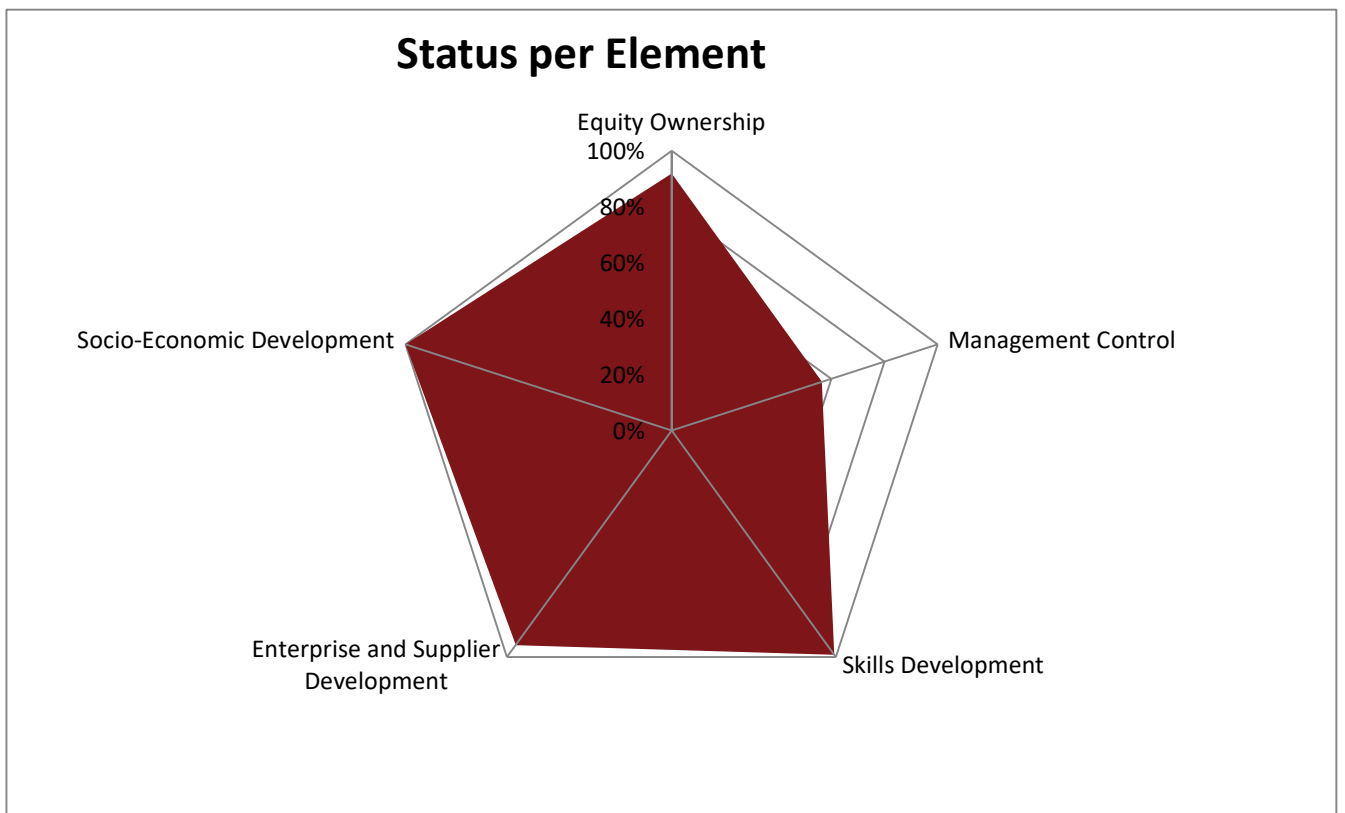 Status per Element
Equity Ownership
100%
80%
60%
40%
20%
0%
Management Control
Socio-Economic Development
Enterprise and Supplier
Development
Skills Development